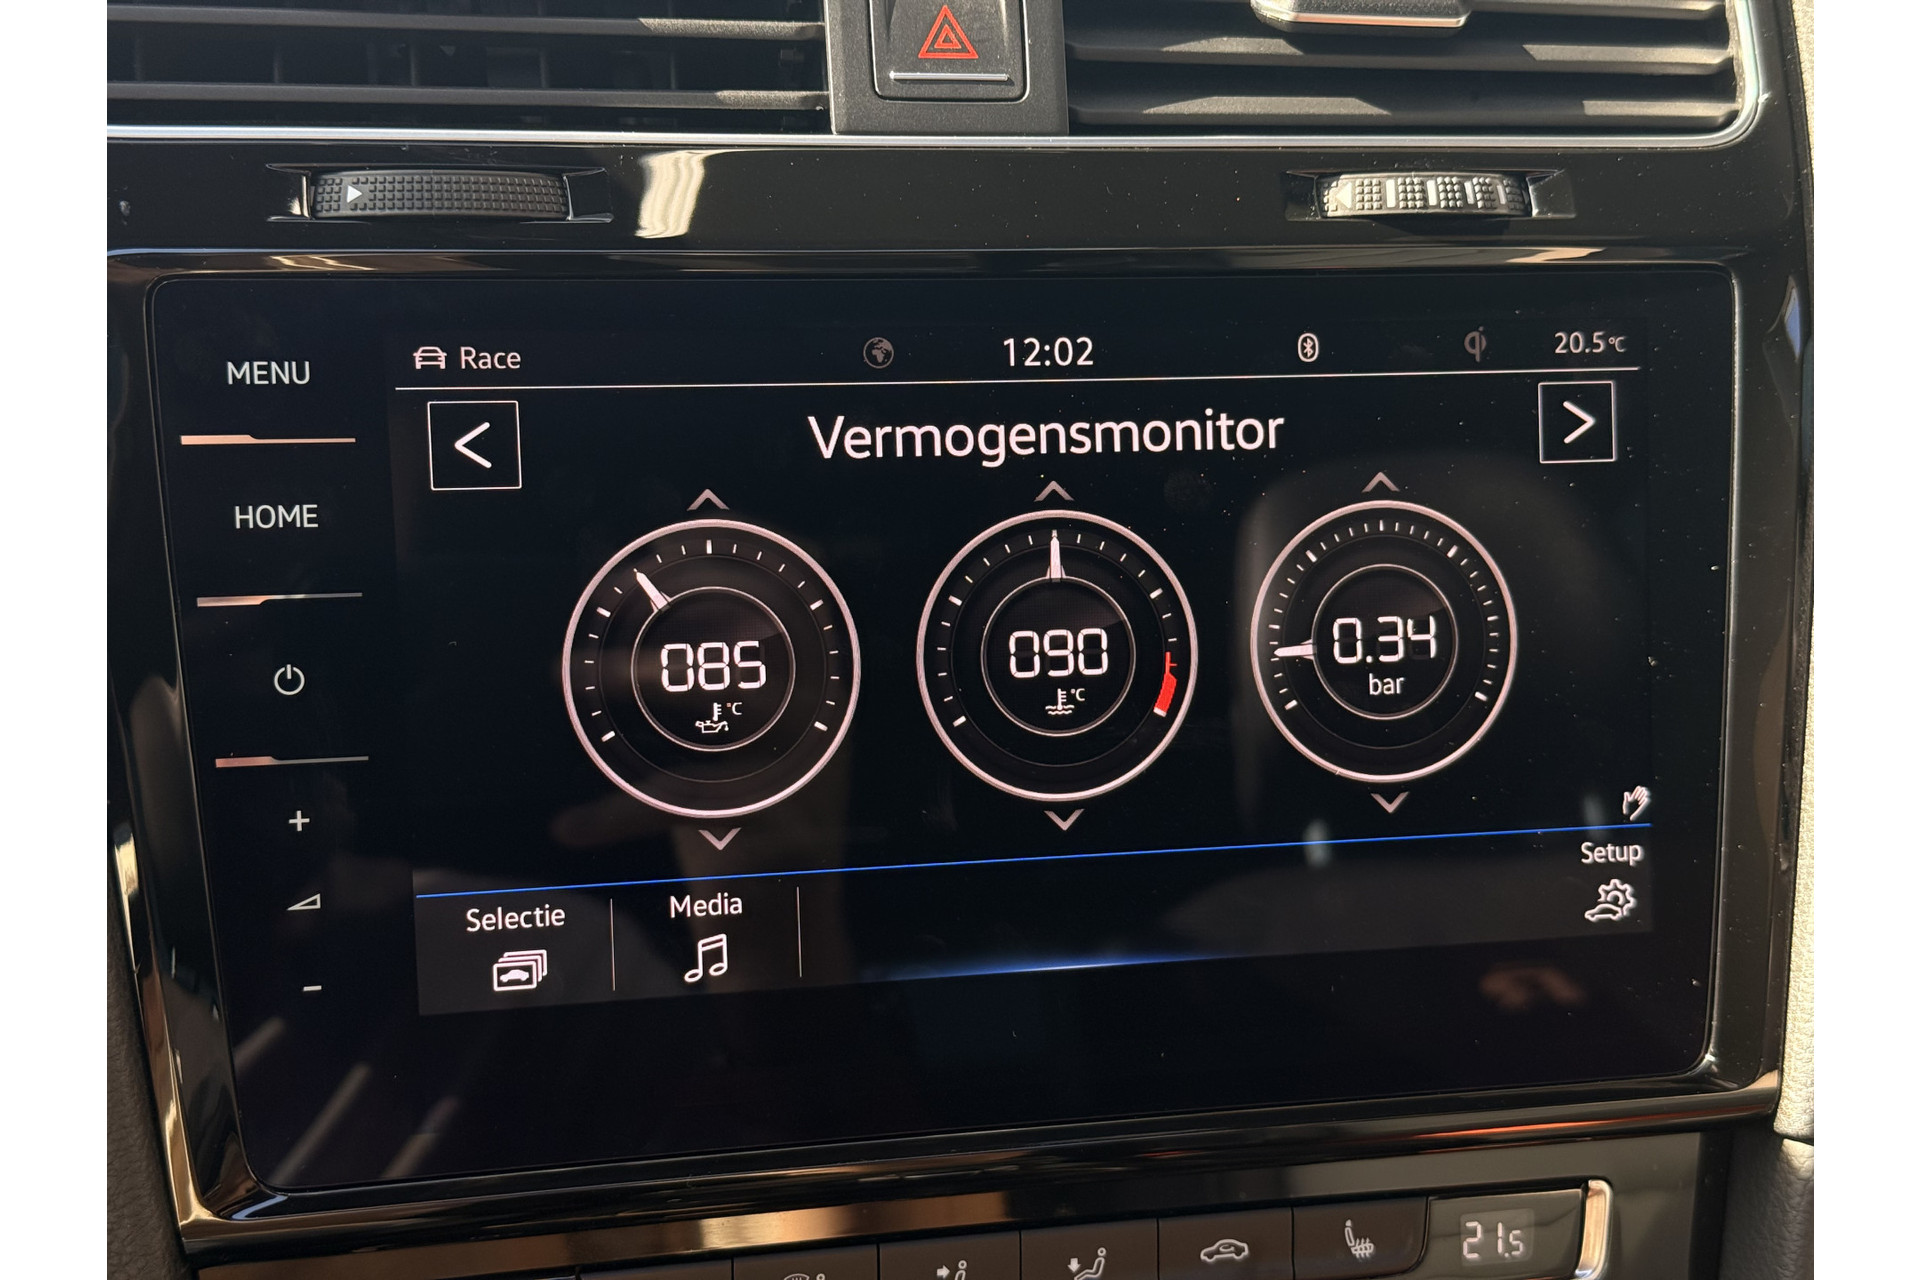 MENU
Race
12:02
20.5°C
Vermogensmonitor
HOME
085
°C
090
°C
0.34
bar
Selectie
Media
Setup
21.5